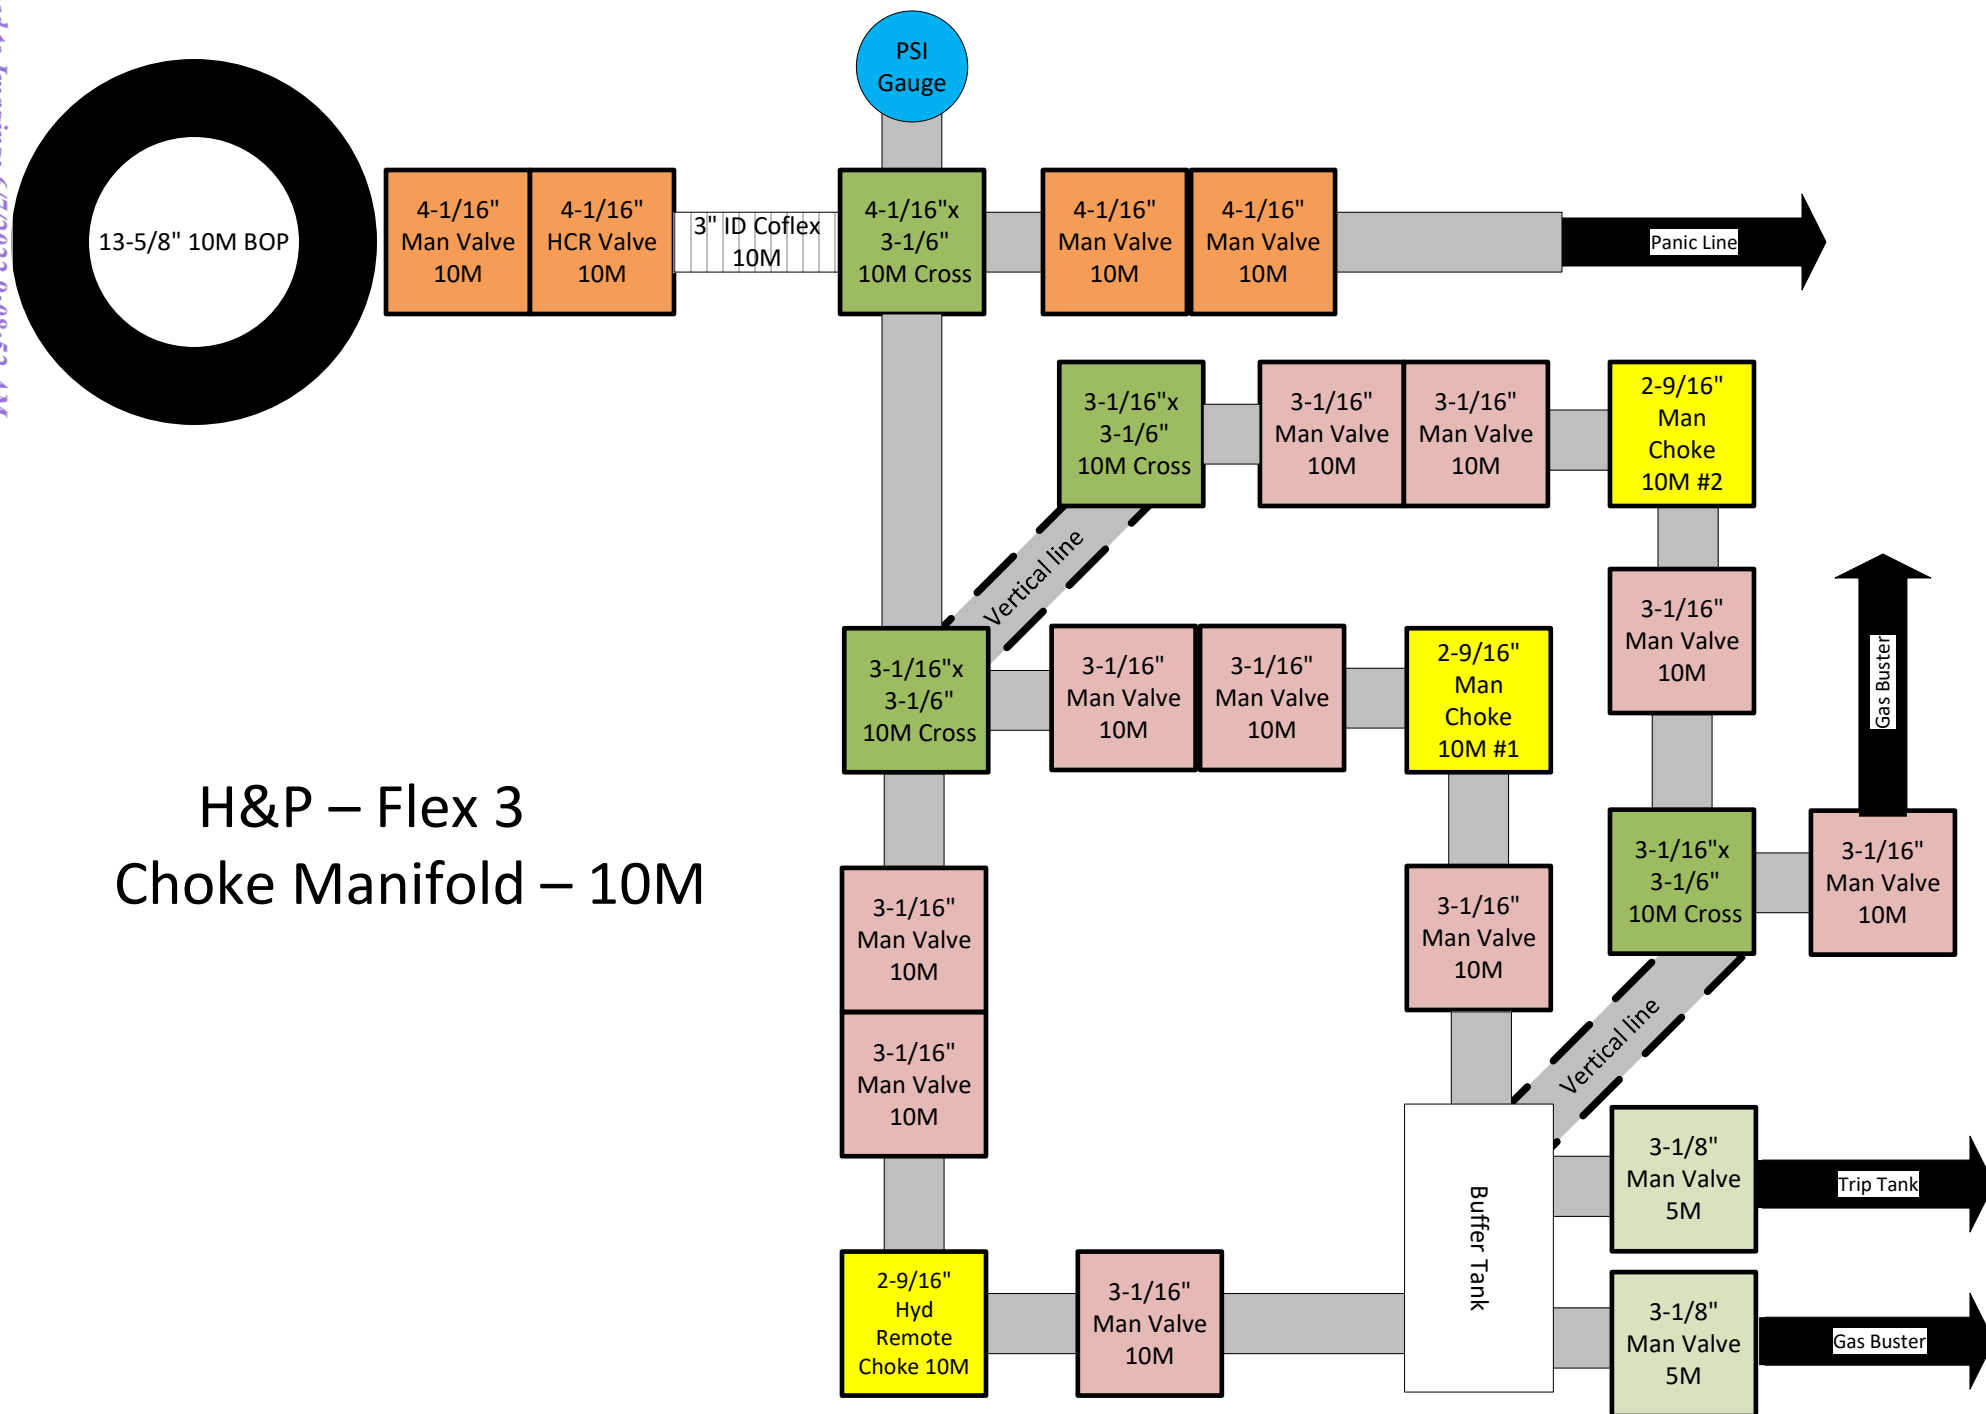 PSI
Gauge
13-5/8" 10M BOP
4-1/16"
Man Valve
10M
4-1/16"
HCR Valve
10M
3" ID Coflex
10M
4-1/16"x
3-1/6"
10M Cross
4-1/16"
Man Valve
10M
4-1/16"
Man Valve
10M
Panic Line
3-1/16"x
3-1/6"
10M Cross
3-1/16"
Man Valve
10M
3-1/16"
Man Valve
10M
2-9/16"
Man
Choke
10M #2
Vertical line
3-1/16"
Man Valve
10M
Gas Buster
3-1/16"x
3-1/6"
10M Cross
3-1/16"
Man Valve
10M
3-1/16"
Man Valve
10M
2-9/16"
Man
Choke
10M #1
H&P – Flex 3
Choke Manifold – 10M
3-1/16"
Man Valve
10M
3-1/16"
Man Valve
10M
3-1/16"x
3-1/6"
10M Cross
3-1/16"
Man Valve
10M
3-1/16"
Man Valve
10M
Vertical line
Buffer Tank
3-1/8"
Man Valve
5M
Trip Tank
2-9/16"
Hyd
Remote
Choke 10M
3-1/16"
Man Valve
10M
3-1/8"
Man Valve
5M
Gas Buster